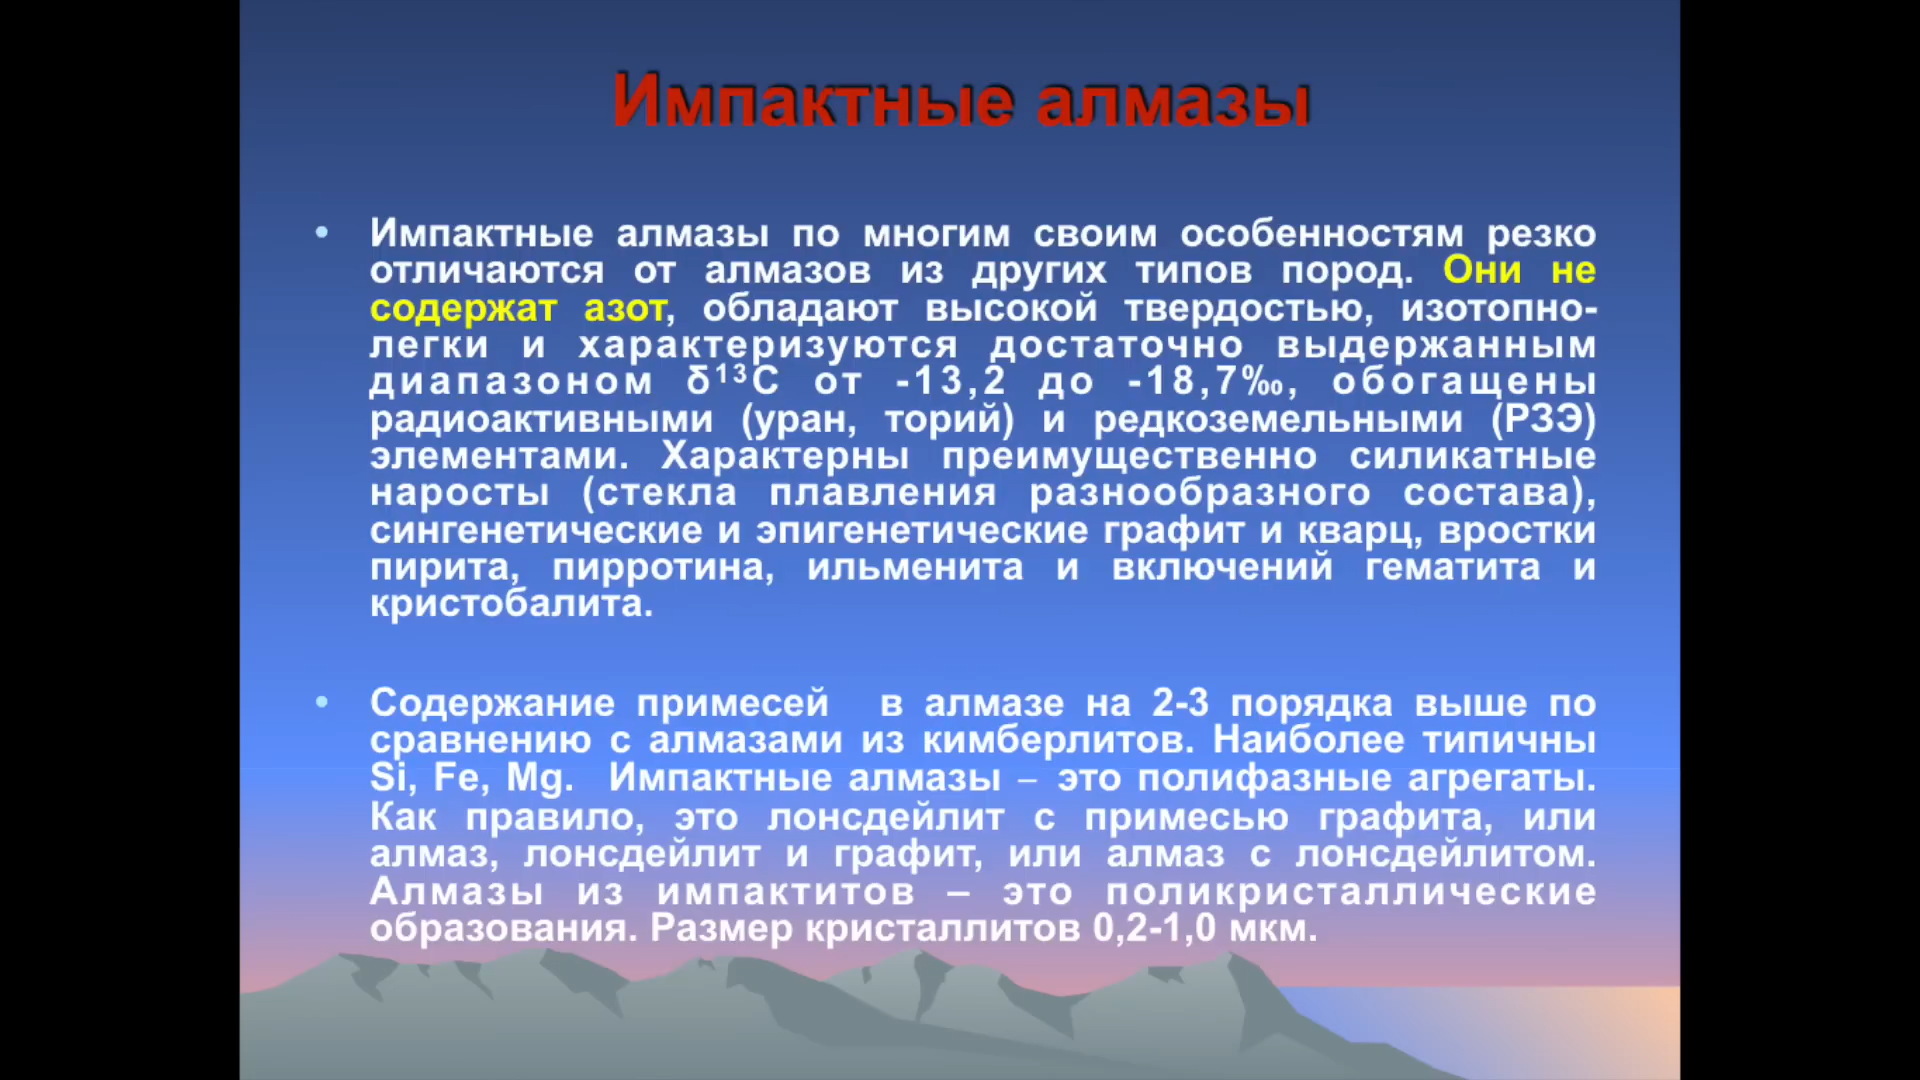 Импактные алмазы
• Импактные алмазы по многим своим особенностям резко
отличаются от алмазов из других типов пород. Они не
содержат азот, обладают высокой твердостью, изотопно-
легки и характеризуются достаточно выдержанным
диапазоном δ¹³С от -13,2 до -18,7‰, обогащены
радиоактивными (уран, торий) и редкоземельными (РЗЭ)
элементами. Характерны преимущественно силикатные
наросты (стекла плавления разнообразного состава),
сингенетические и эпигенетические графит и кварц, вростки
пирита, пирротина, ильменита и включений гематита и
кристобалита.
• Содержание примесей в алмазе на 2-3 порядка выше по
сравнению с алмазами из кимберлитов. Наиболее типичны
Si, Fe, Mg. Импактные алмазы – это полифазные агрегаты.
Как правило, это лонсдейлит с примесью графита, или
алмаз, лонсдейлит и графит, или алмаз с лонсдейлитом.
Алмазы из импактитов – это поликристаллические
образования. Размер кристаллитов 0,2-1,0 мкм.